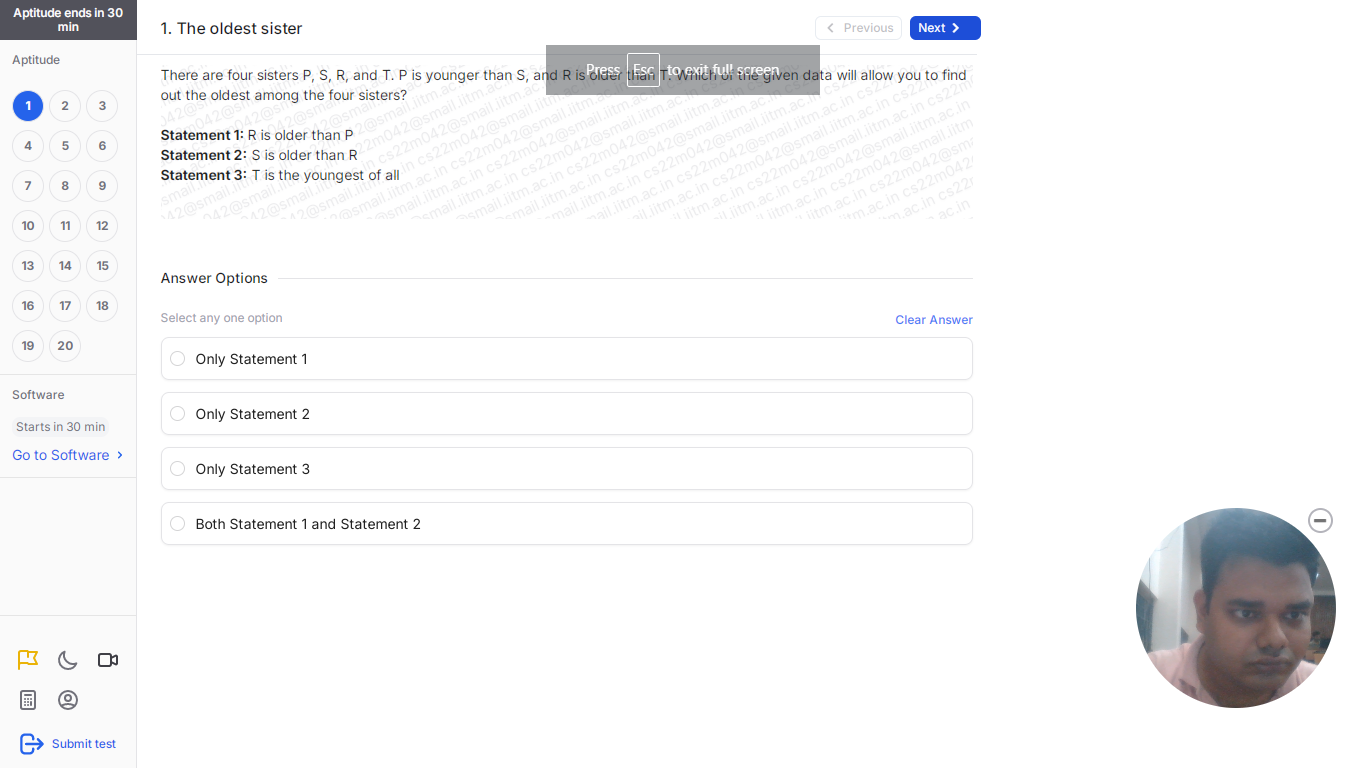 Aptitude ends in 30
min
1. The oldest sister
Previous
Next
Aptitude
Press Esc to exit full screen
There are four sisters P, S, R, and T. P is younger than S, and R is older than T. Which of the given data will allow you to find
out the oldest among the four sisters?
1 2 3
Statement 1: R is older than P
4 5 6
Statement 2: S is older than R
Statement 3: T is the youngest of all
7 8 9
10 11 12
13 14 15
16 17 18
19 20
Answer Options
Select any one option
Clear Answer
Only Statement 1
Only Statement 2
Only Statement 3
Both Statement 1 and Statement 2
Software
Starts in 30 min
Go to Software
Submit test
cs22m042@smail.iitm.ac.in